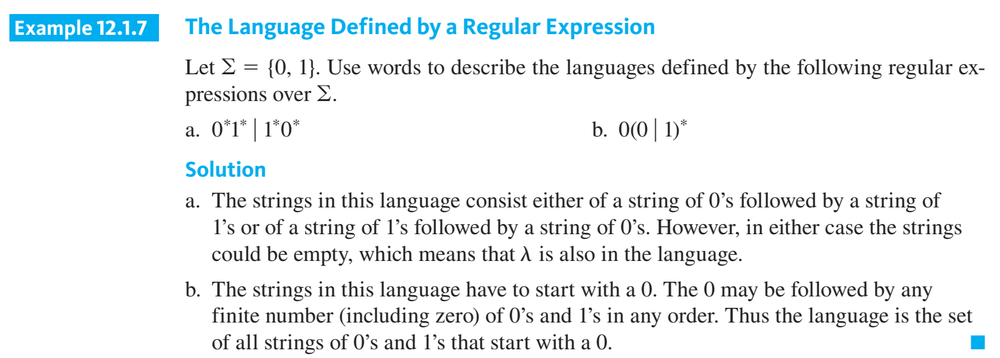 Example 12.1.7 The Language Defined by a Regular Expression
Let Σ = {0, 1}. Use words to describe the languages defined by the following regular ex-
pressions over Σ.
a. 0*1* | 1*0* b. 0(0 | 1)*
Solution
a. The strings in this language consist either of a string of 0’s followed by a string of
1’s or of a string of 1’s followed by a string of 0’s. However, in either case the strings
could be empty, which means that λ is also in the language.
b. The strings in this language have to start with a 0. The 0 may be followed by any
finite number (including zero) of 0’s and 1’s in any order. Thus the language is the set
of all strings of 0’s and 1’s that start with a 0.